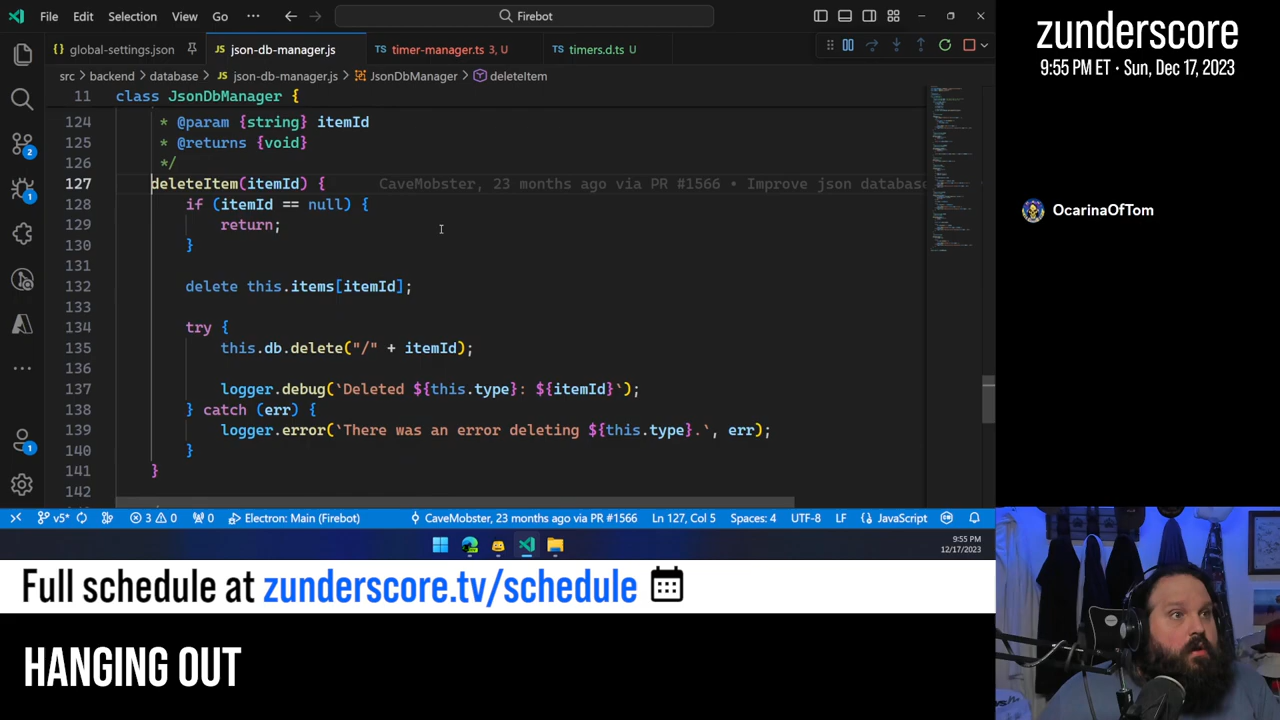 File Edit Selection View Go ··· Firebot
global-settings.json json-db-manager.js timer-manager.ts 3, U timers.d.ts U
src > backend > database > json-db-manager.js > JsonDbManager > deleteItem
11 class JsonDbManager {
124 * @param {string} itemId
125 * @returns {void}
126 */
127 deleteItem(itemId) { CaveMobster, 23 months ago via PR #1566 • Improve json database
128 if (itemId == null) {
129 return;
130 }
131
132 delete this.items[itemId];
133
134 try {
135 this.db.delete("/" + itemId);
136
137 logger.debug(`Deleted ${this.type}: ${itemId}`);
138 } catch (err) {
139 logger.error(`There was an error deleting ${this.type}.`, err);
140 }
141 }
142
v5* 3 0 0 Electron: Main (Firebot) CaveMobster, 23 months ago via PR #1566 Ln 127, Col 5 Spaces: 4 UTF-8 LF {} JavaScript
2
1
1
9:55 PM
12/17/2023
zunderscore
9:55 PM ET · Sun, Dec 17, 2023
OcarinaOfTom
Full schedule at zunderscore.tv/schedule
HANGING OUT